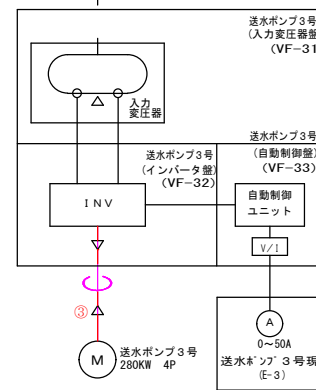 送水ポンプ3号
(入力変圧器盤)
(VF-31
入力
変圧器
送水ポンプ3号
(自動制御盤)
(VF-33)
送水ポンプ3号
(インバータ盤)
(VF-32)
INV
自動制御
ユニット
V/I
③
M
送水ポンプ3号
280KW 4P
A
0~50A
送水ポンプ3号現
(E-3)